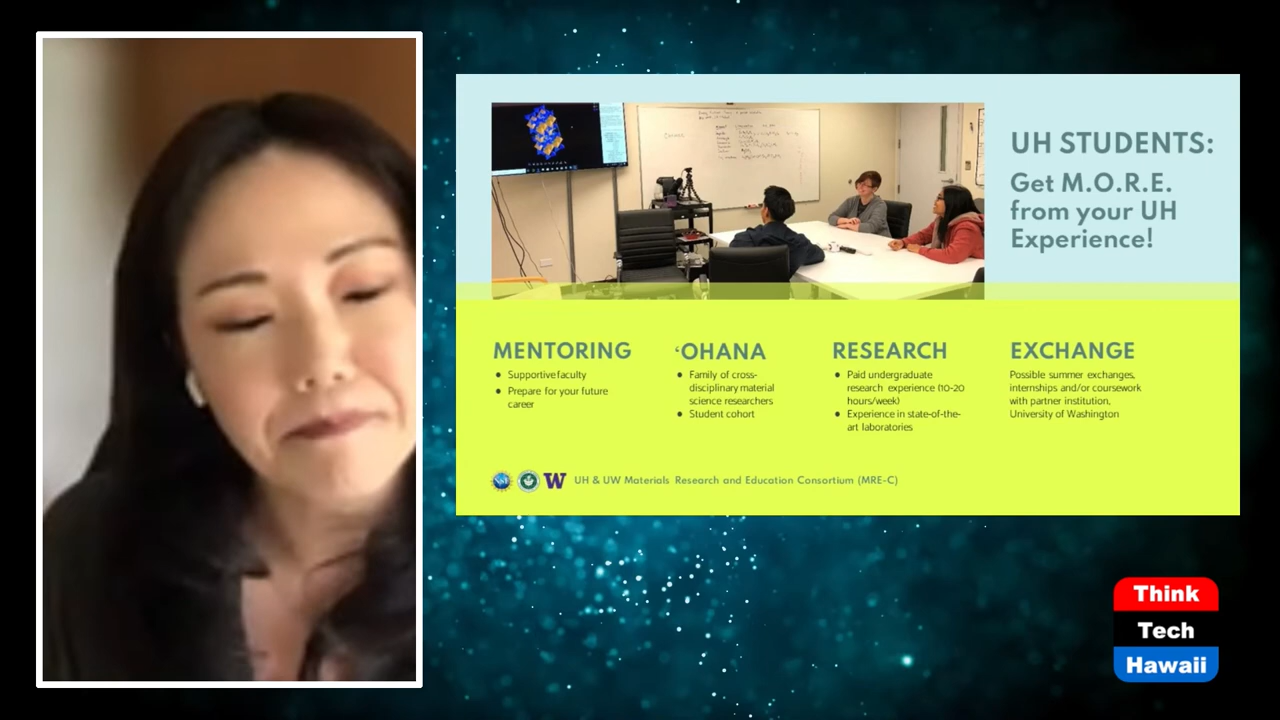 UH STUDENTS:
Get M.O.R.E.
from your UH
Experience!
MENTORING
● Supportive faculty
● Prepare for your future
career
ʻOHANA
● Family of cross-
disciplinary material
science researchers
● Student cohort
RESEARCH
● Paid undergraduate
research experience (10-20
hours/week)
● Experience in state-of-the-
art laboratories
EXCHANGE
Possible summer exchanges,
internships and/or coursework
with partner institution,
University of Washington
W
UH & UW Materials Research and Education Consortium (MRE-C)
Think
Tech
Hawaii